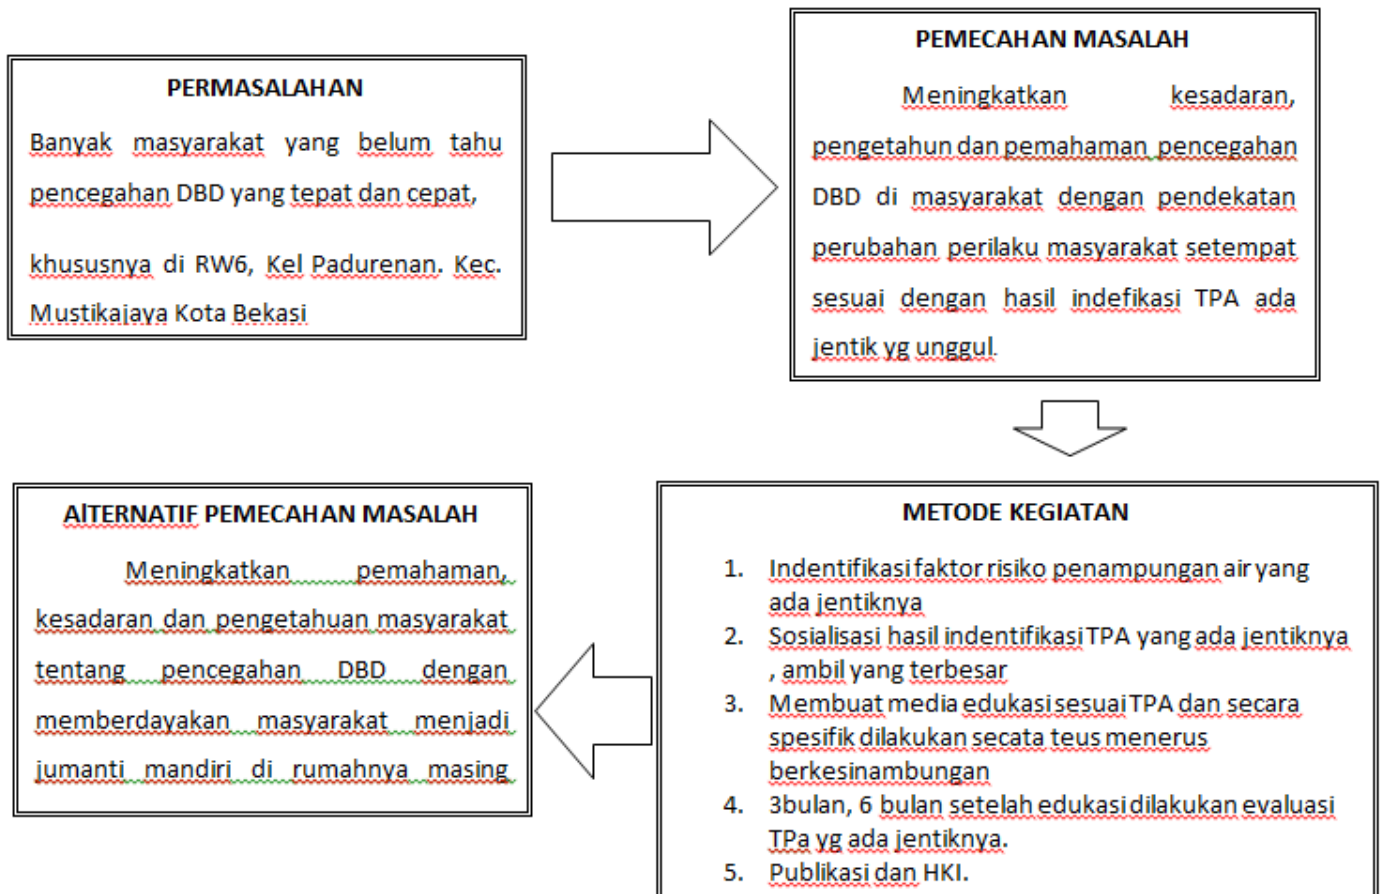 PERMASALAHAN
Banyak masyarakat yang belum tahu
pencegahan DBD yang tepat dan cepat,
khususnya di RW6, Kel Padurenan. Kec.
Mustikajaya Kota Bekasi
PEMECAHAN MASALAH
Meningkatkan kesadaran,
pengetahun dan pemahaman pencegahan
DBD di masyarakat dengan pendekatan
perubahan perilaku masyarakat setempat
sesuai dengan hasil indefikasi TPA ada
jentik yg unggul.
METODE KEGIATAN
1. Indentifikasi faktor risiko penampungan air yang
ada jentiknya
2. Sosialisasi hasil indentifikasi TPA yang ada jentiknya
, ambil yang terbesar
3. Membuat media edukasi sesuai TPA dan secara
spesifik dilakukan secata teus menerus
berkesinambungan
4. 3bulan, 6 bulan setelah edukasi dilakukan evaluasi
TPa yg ada jentiknya.
5. Publikasi dan HKI.
AlTERNATIF PEMECAHAN MASALAH
Meningkatkan pemahaman,
kesadaran dan pengetahuan masyarakat
tentang pencegahan DBD dengan
memberdayakan masyarakat menjadi
jumanti mandiri di rumahnya masing